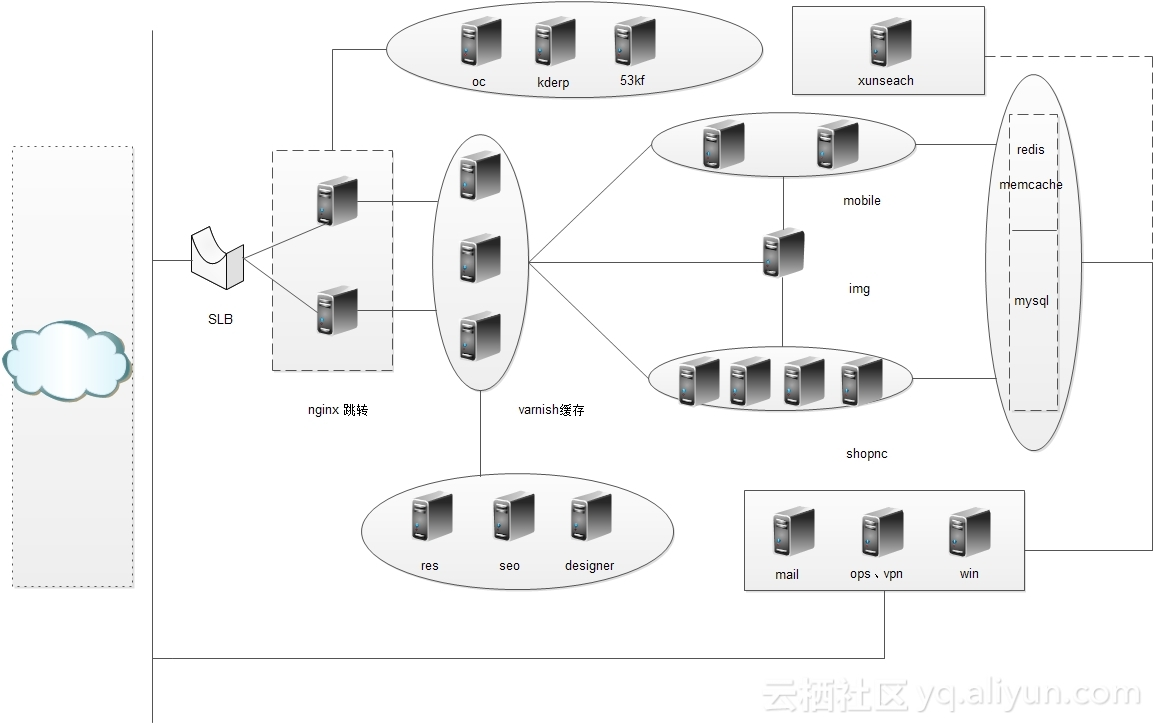 oc
kderp
53kf
xunseach
redis
memcache
mysql
mobile
img
SLB
nginx 跳转
varnish缓存
shopnc
res
seo
designer
mail
ops、vpn
win
云栖社区 yq.aliyun.com